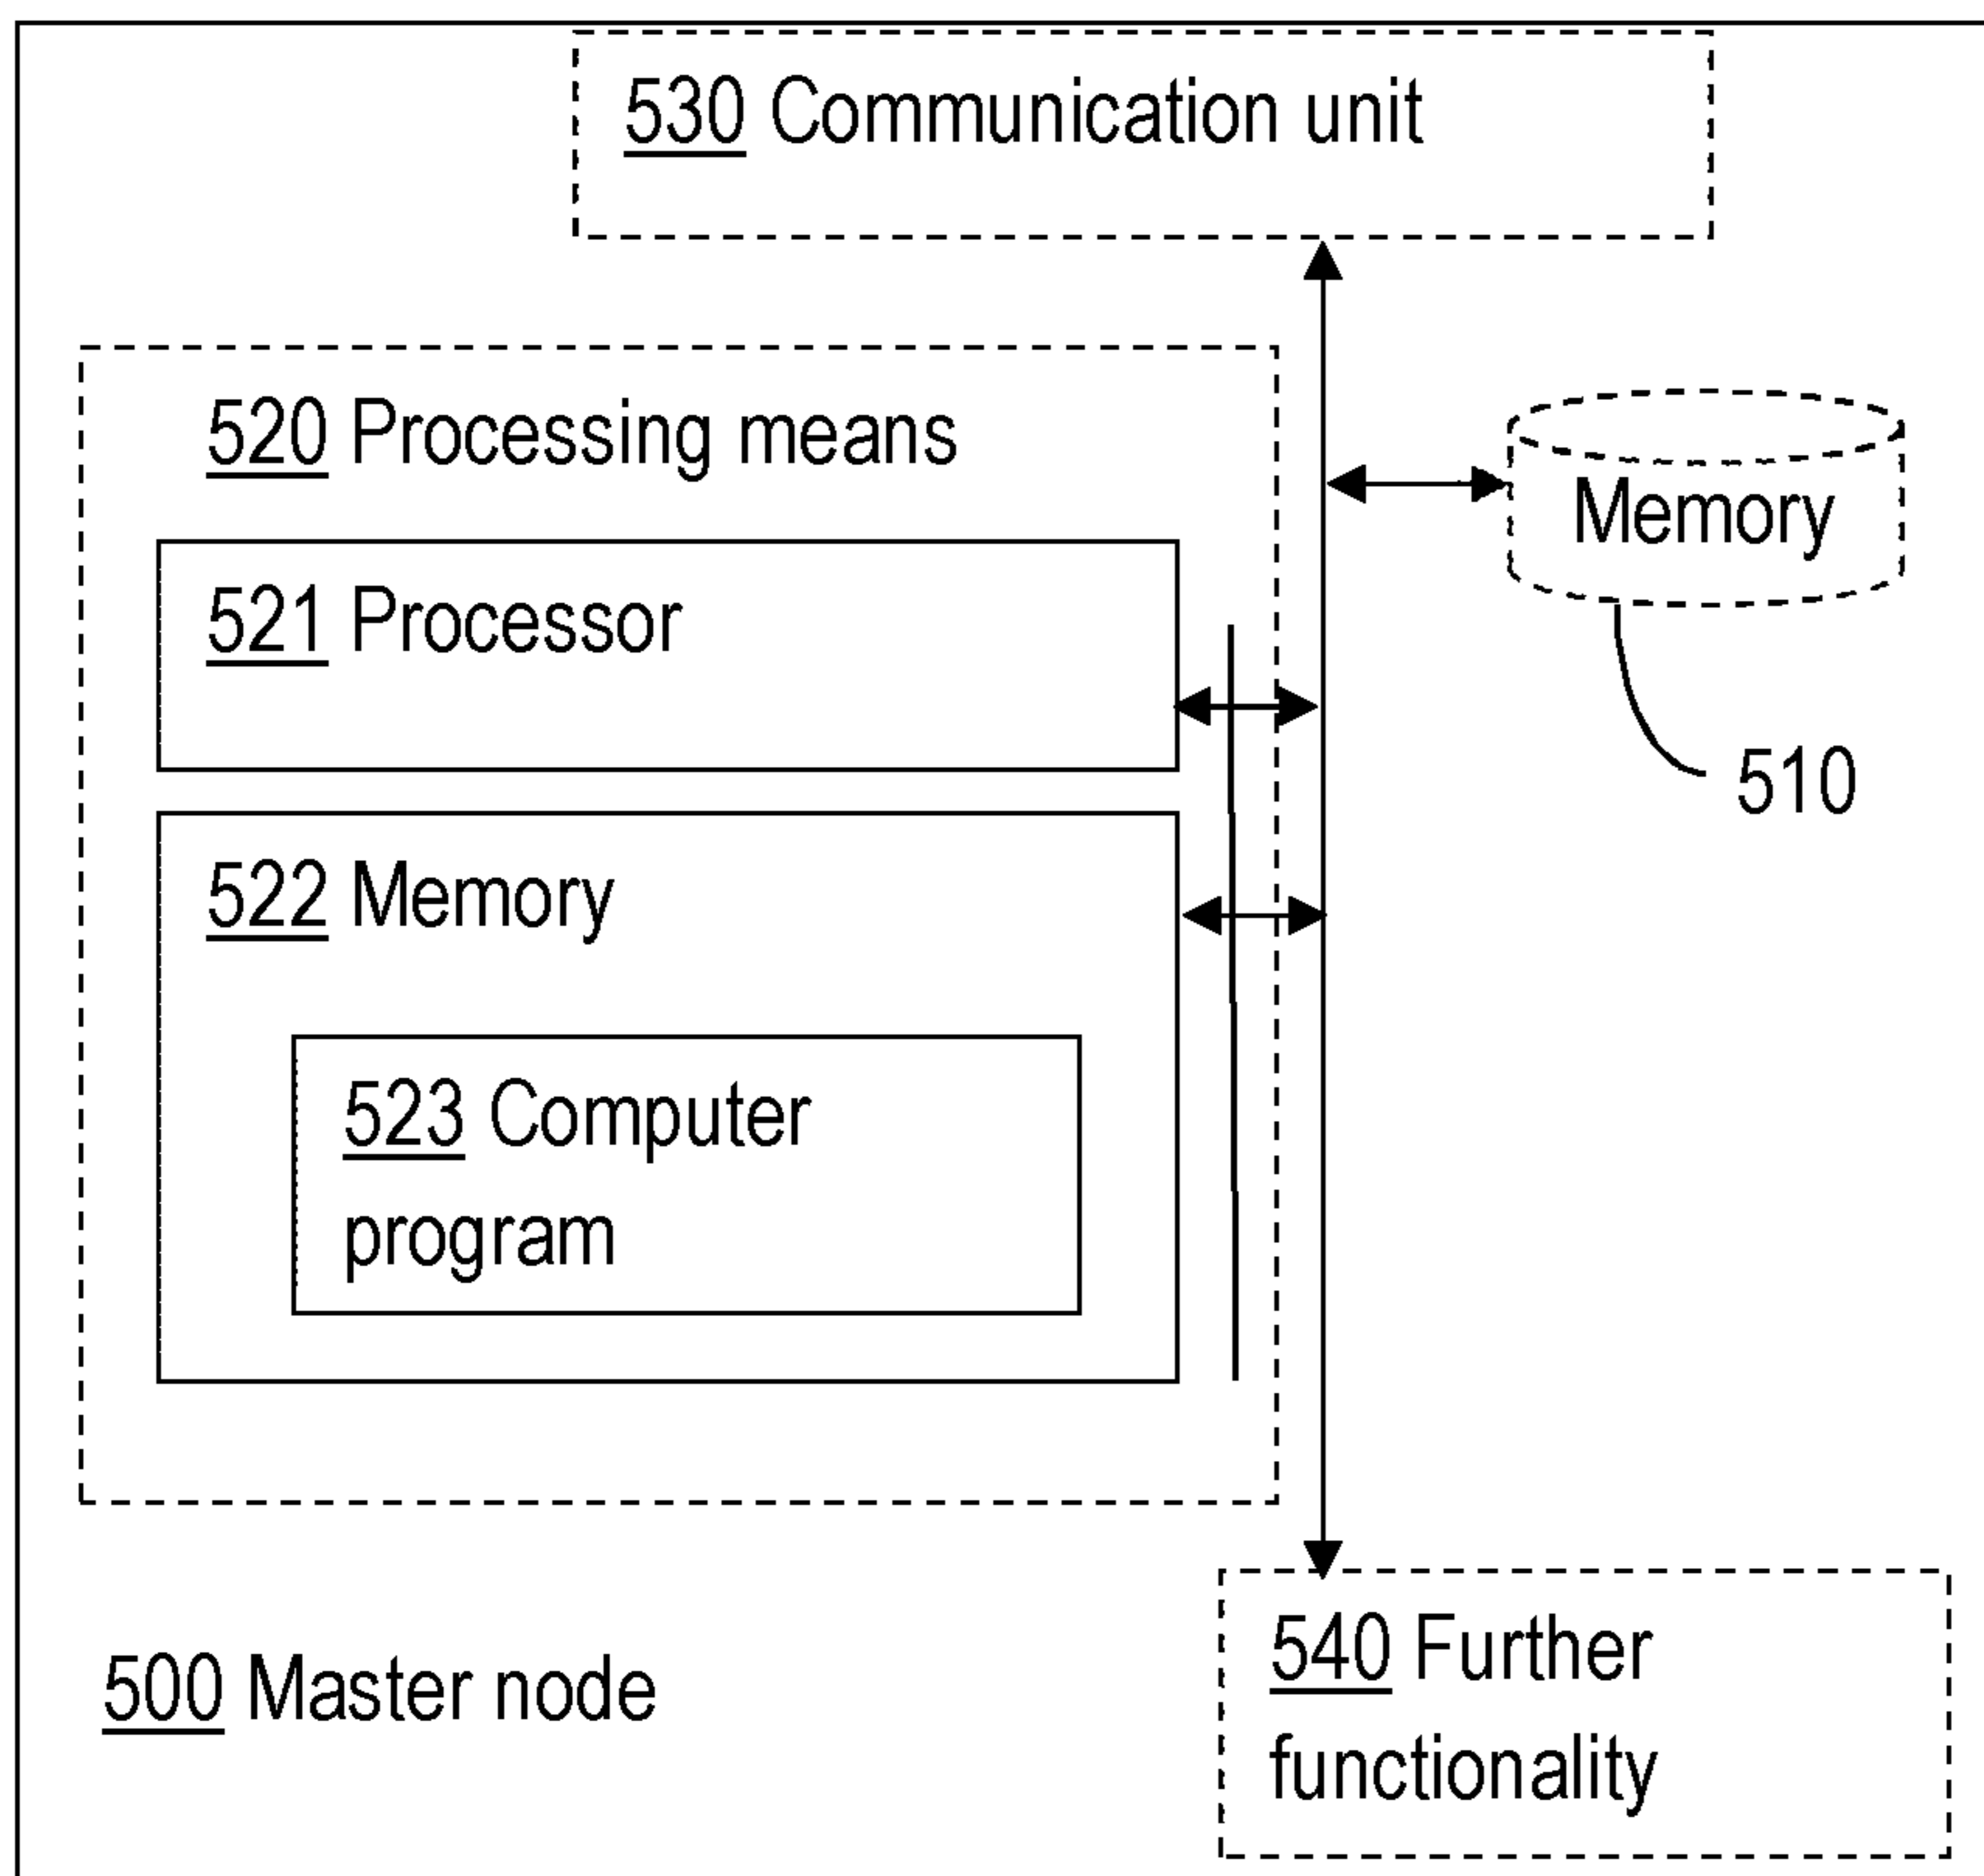 530 Communication unit
520 Processing means
Memory
521 Processor
510
522 Memory
523 Computer
program
500 Master node
540 Further
functionality